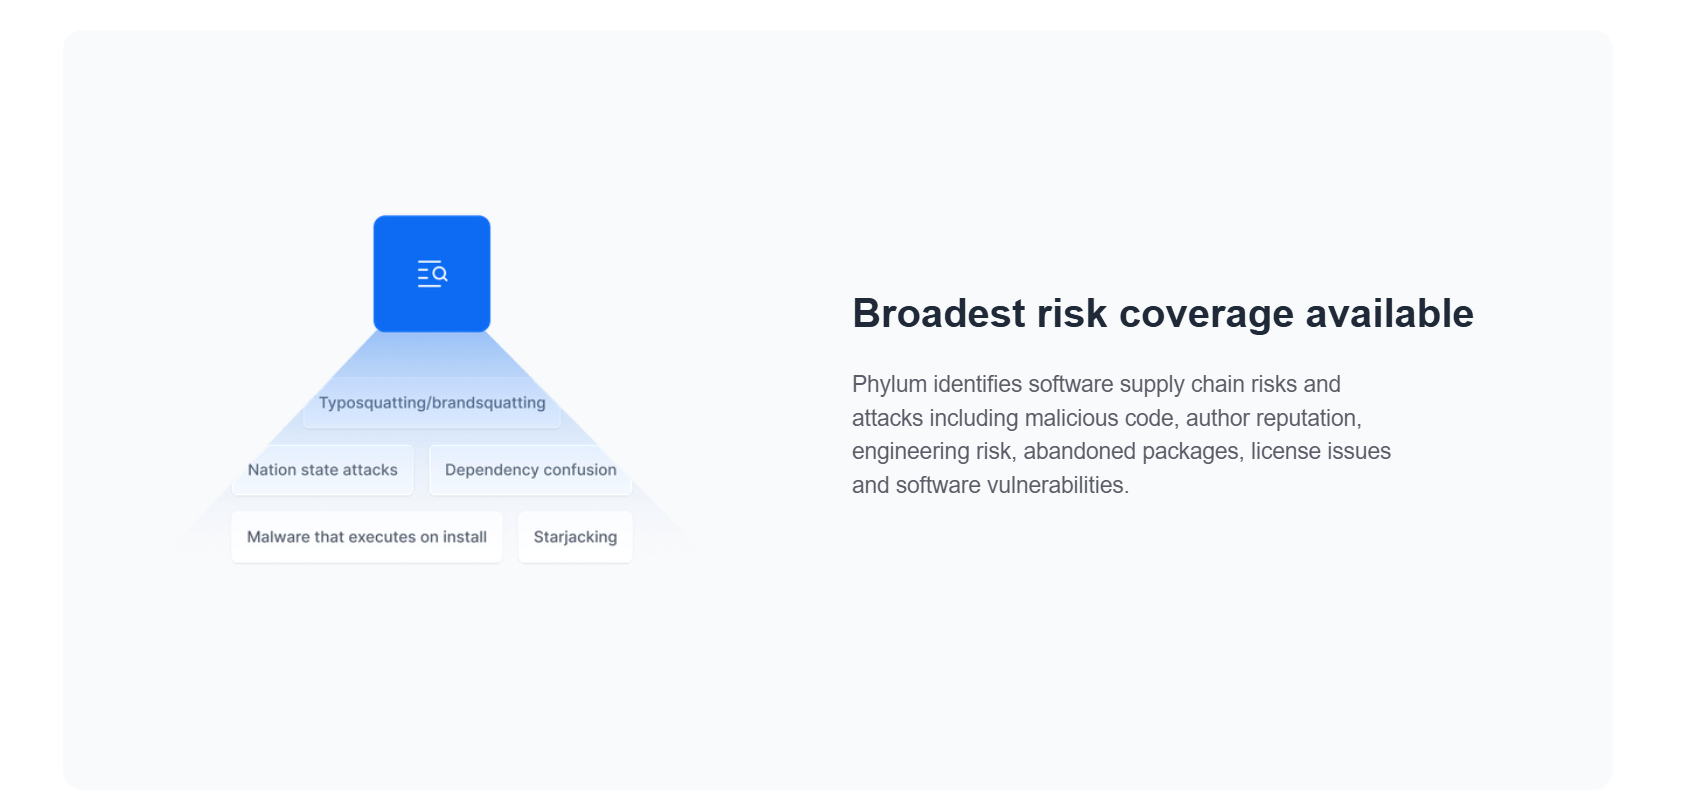 Typosquatting/brandsquatting
Nation state attacks
Dependency confusion
Malware that executes on install
Starjacking
Broadest risk coverage available
Phylum identifies software supply chain risks and
attacks including malicious code, author reputation,
engineering risk, abandoned packages, license issues
and software vulnerabilities.